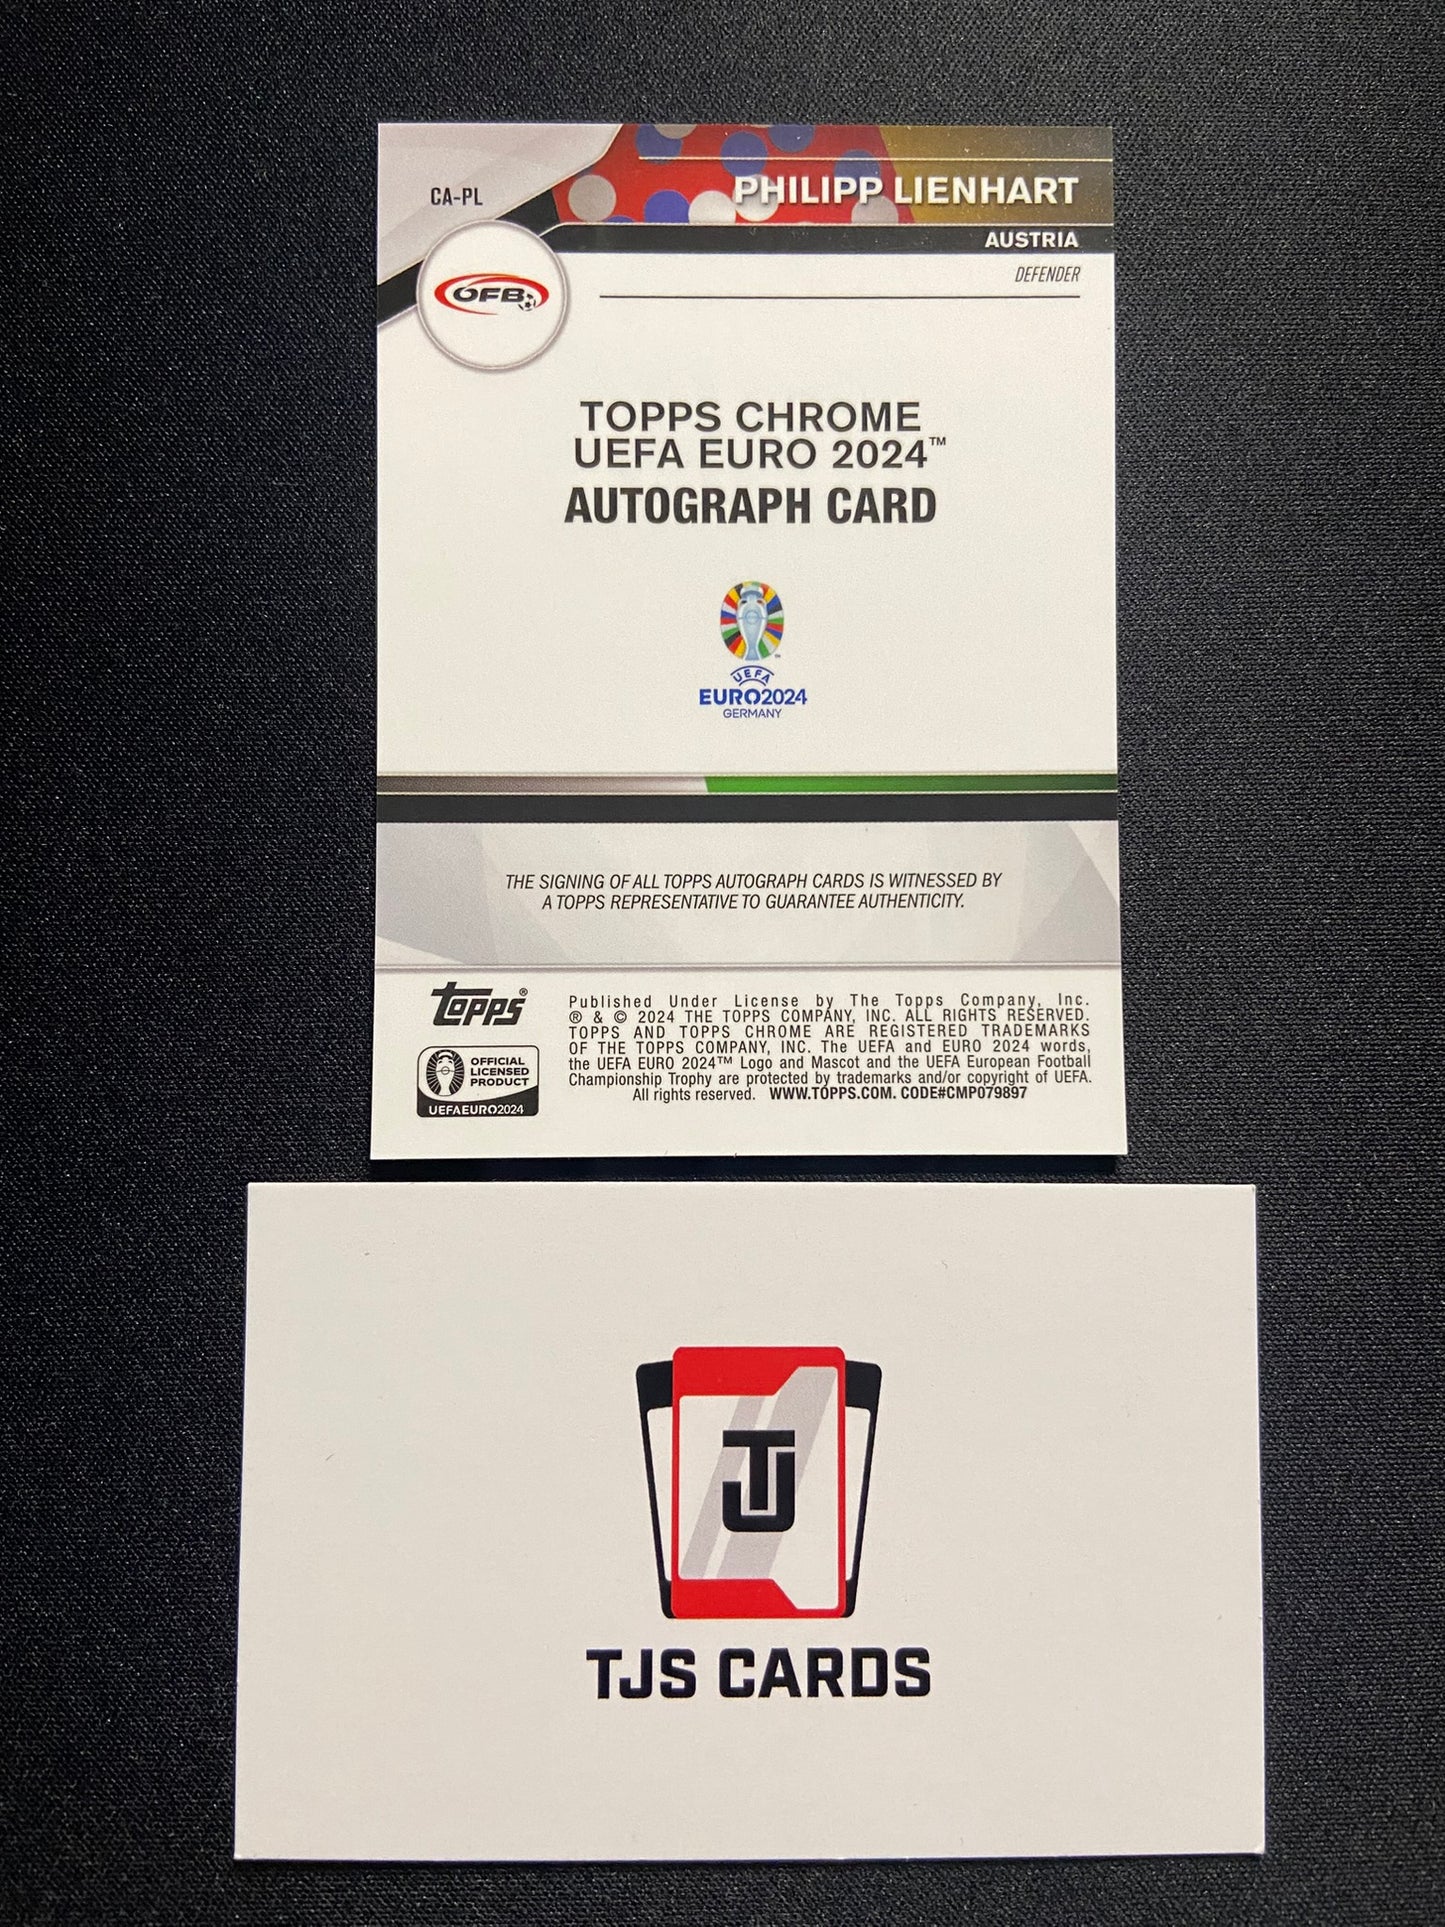 CA-PL
PHILIPP LIENHART
AUSTRIA
DEFENDER
ÖFB
TOPPS CHROME
UEFA EURO 2024™
AUTOGRAPH CARD
UEFA
EURO2024
GERMANY
THE SIGNING OF ALL TOPPS AUTOGRAPH CARDS IS WITNESSED BY
A TOPPS REPRESENTATIVE TO GUARANTEE AUTHENTICITY.
topps®
OFFICIAL
LICENSED
PRODUCT
UEFAEURO2024
Published Under License by The Topps Company, Inc.
® & © 2024 THE TOPPS COMPANY, INC. ALL RIGHTS RESERVED.
TOPPS AND TOPPS CHROME ARE REGISTERED TRADEMARKS
OF THE TOPPS COMPANY, INC. The UEFA and EURO 2024 words,
the UEFA EURO 2024™ Logo and Mascot and the UEFA European Football
Championship Trophy are protected by trademarks and/or copyright of UEFA.
All rights reserved. WWW.TOPPS.COM. CODE#CMP079897
TJ
TJS CARDS